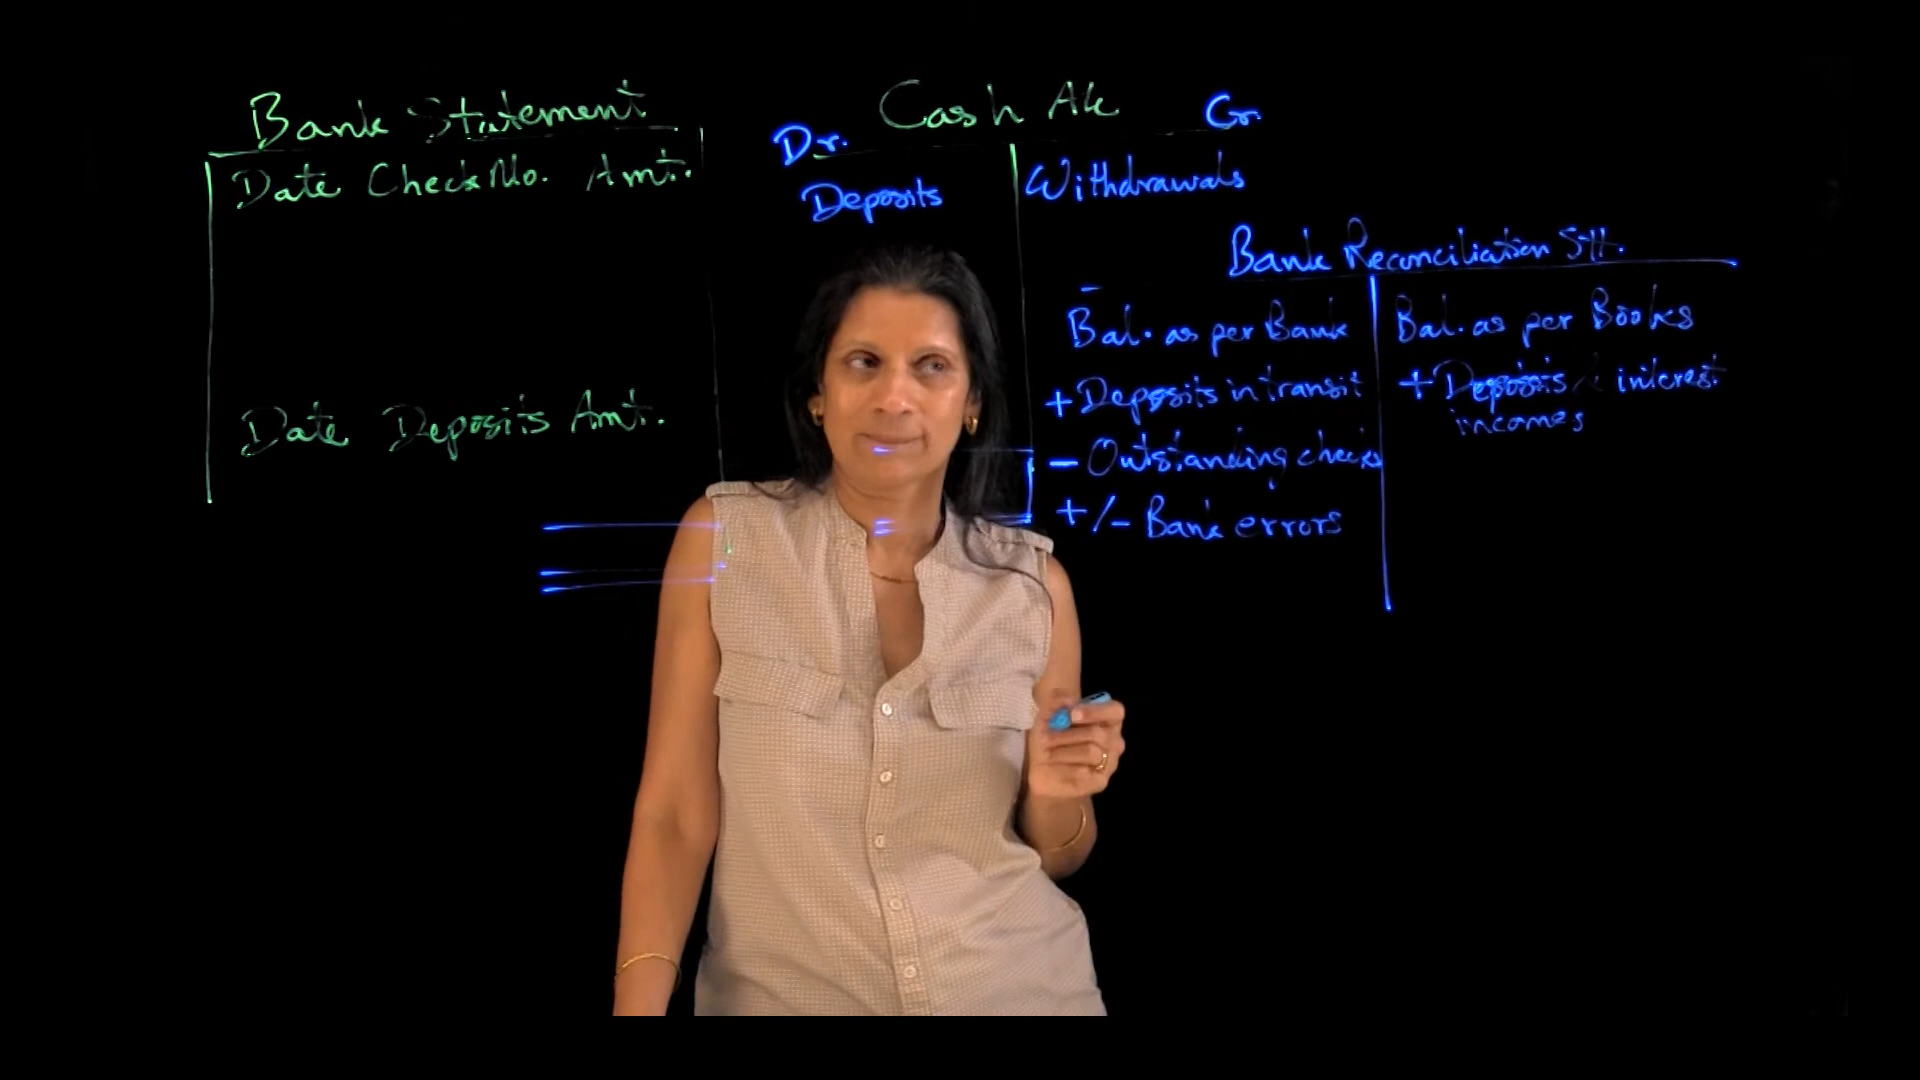 Bank Statement
Date Check No. Amt.
Date Deposits Amt.
Cash A/c
Dr.
Cr.
Deposits
Withdrawals
Bank Reconciliation Stt.
Bal. as per Bank
+ Deposits in transit
- Outstanding checks
+/- Bank errors
Bal. as per Books
+ Deposits & interest
incomes